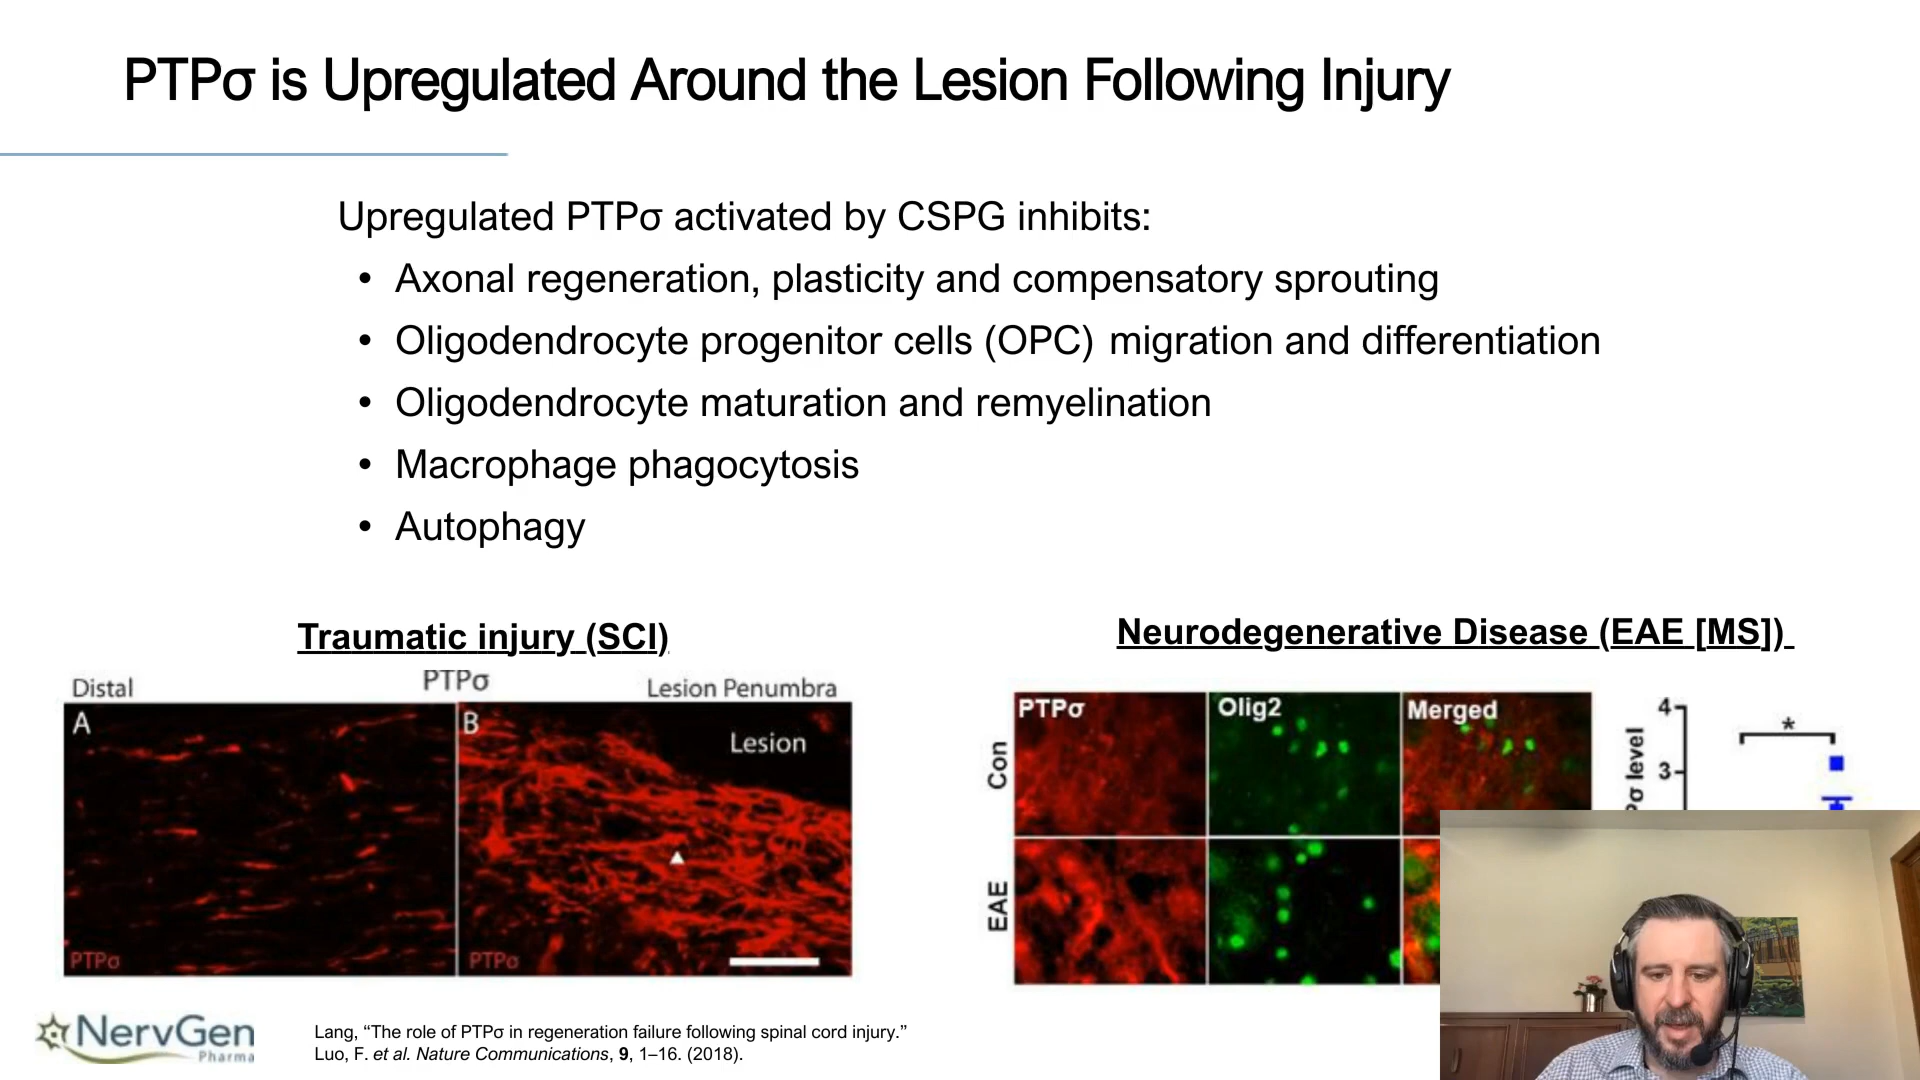 PTPσ is Upregulated Around the Lesion Following Injury
Upregulated PTPσ activated by CSPG inhibits:
• Axonal regeneration, plasticity and compensatory sprouting
• Oligodendrocyte progenitor cells (OPC) migration and differentiation
• Oligodendrocyte maturation and remyelination
• Macrophage phagocytosis
• Autophagy
Traumatic injury (SCI)
Distal
PTPσ
Lesion Penumbra
A
B
Lesion
PTPσ
PTPσ
Neurodegenerative Disease (EAE [MS])
PTPσ
Olig2
Merged
Con
EAE
4
3
σ level
*
NervGen
Pharma
Lang, “The role of PTPσ in regeneration failure following spinal cord injury.”
Luo, F. et al. Nature Communications, 9, 1–16. (2018).